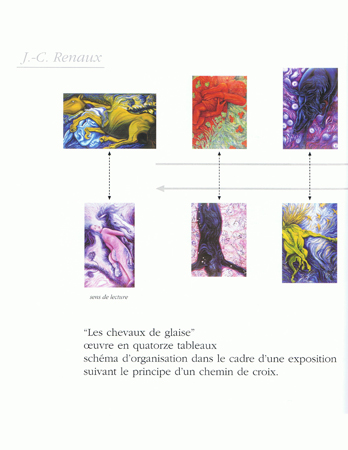 J.-C. Renaux
sens de lecture
"Les chevaux de glaise"
œuvre en quatorze tableaux
schéma d'organisation dans le cadre d'une exposition
suivant le principe d'un chemin de croix.